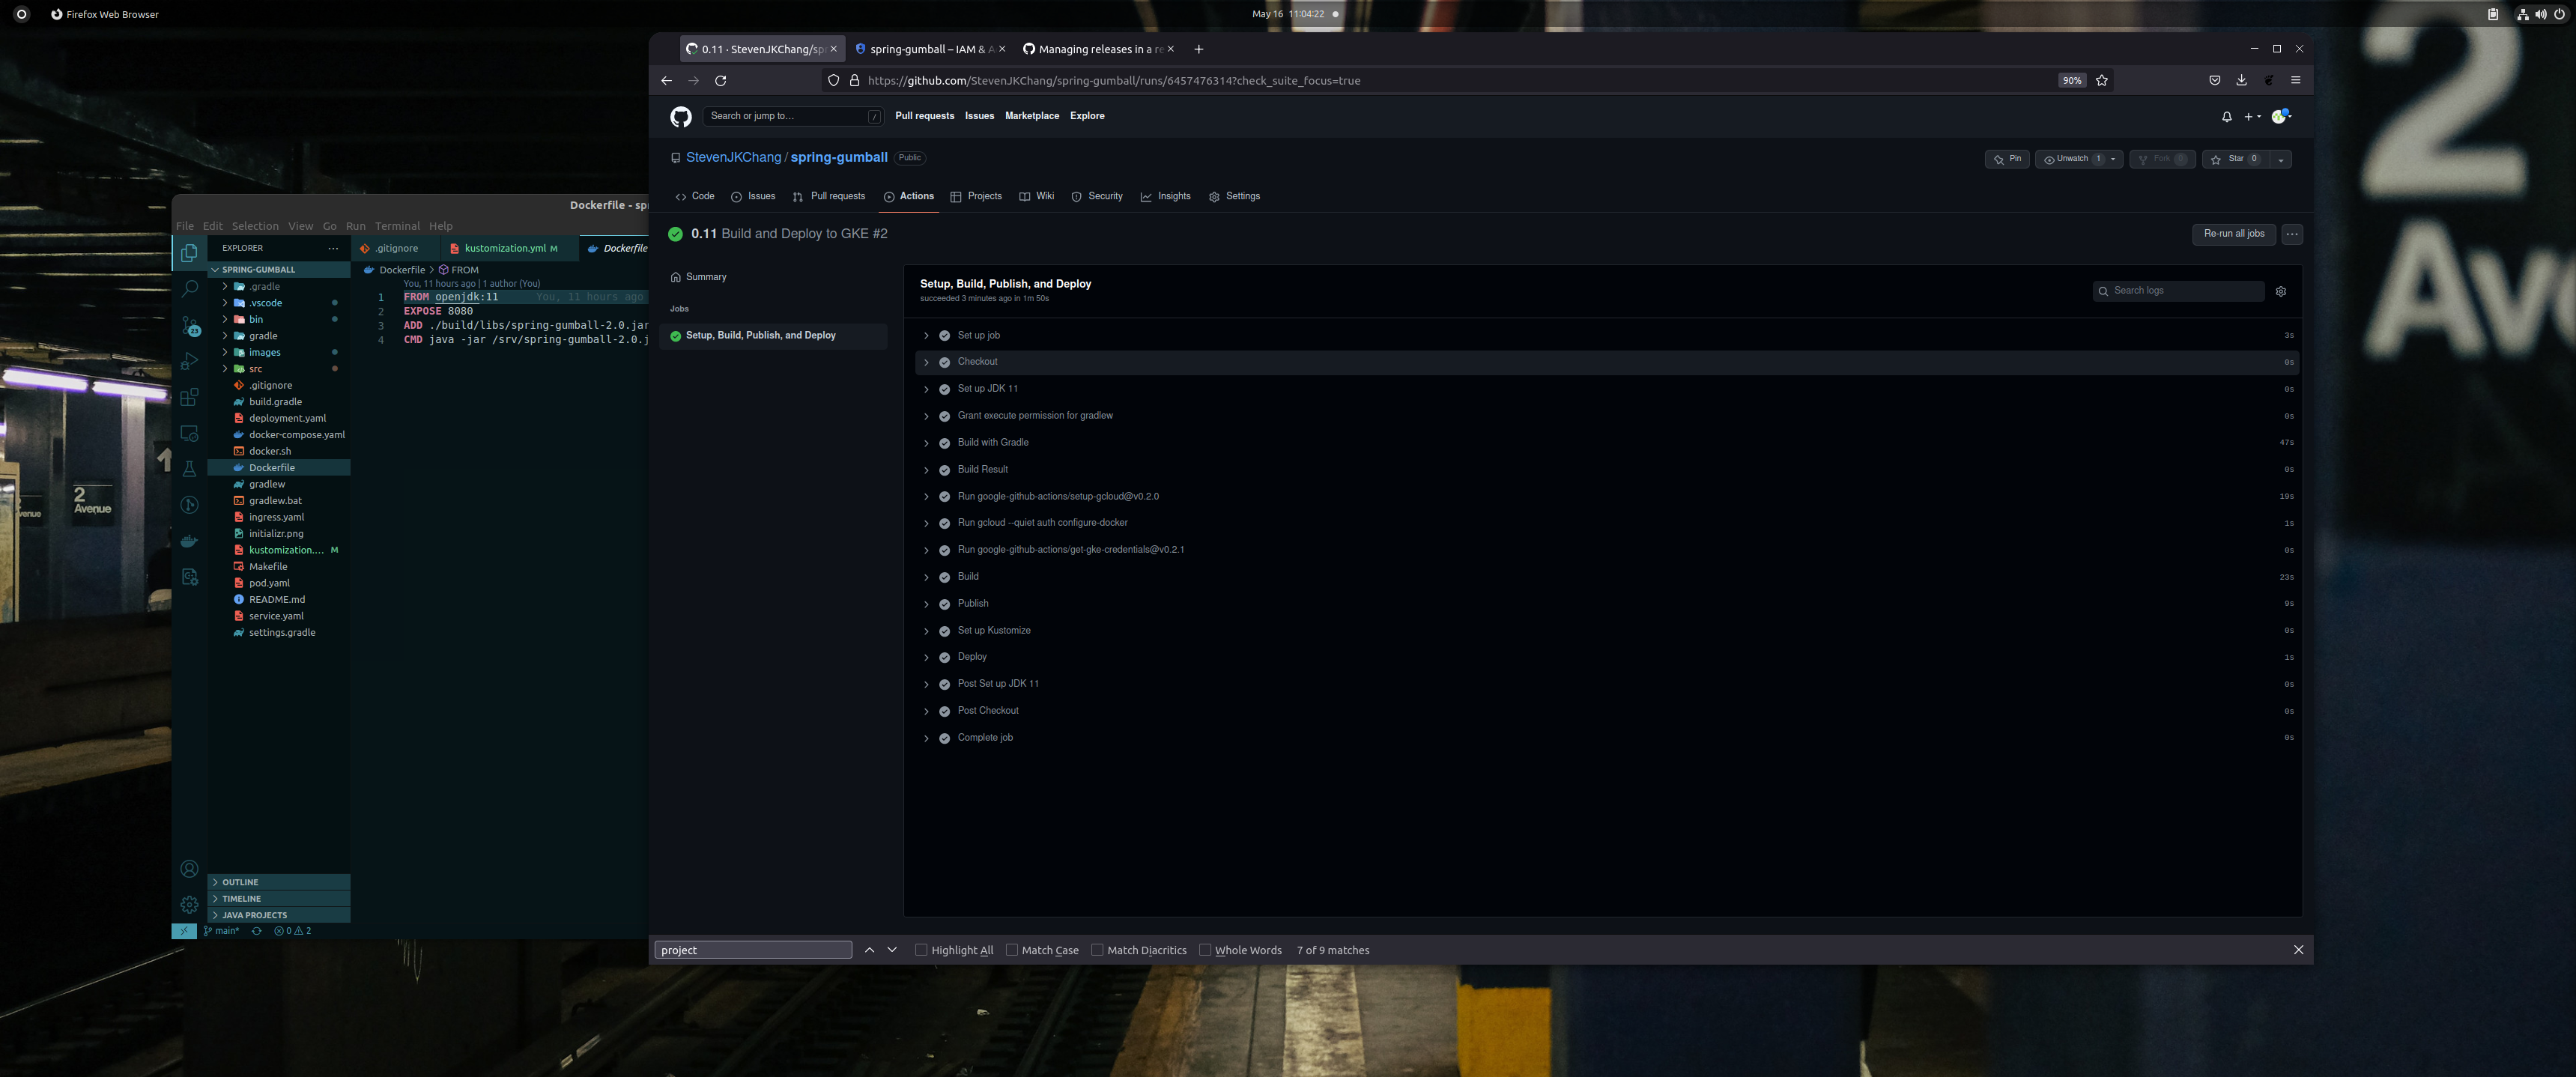 Firefox Web Browser
May 16 11:04:22
0.11 · StevenJKChang/spr
spring-gumball – IAM & A
Managing releases in a re
https://github.com/StevenJKChang/spring-gumball/runs/6457476314?check_suite_focus=true
90%
Search or jump to…
/
Pull requests
Issues
Marketplace
Explore
StevenJKChang / spring-gumball
Public
Pin
Unwatch 1
Fork 0
Star 0
Code
Issues
Pull requests
Actions
Projects
Wiki
Security
Insights
Settings
0.11 Build and Deploy to GKE #2
Re-run all jobs
Summary
Jobs
Setup, Build, Publish, and Deploy
Setup, Build, Publish, and Deploy
succeeded 3 minutes ago in 1m 50s
Search logs
Set up job 3s
Checkout 0s
Set up JDK 11 0s
Grant execute permission for gradlew 0s
Build with Gradle 47s
Build Result 0s
Run google-github-actions/setup-gcloud@v0.2.0 19s
Run gcloud --quiet auth configure-docker 1s
Run google-github-actions/get-gke-credentials@v0.2.1 0s
Build 23s
Publish 9s
Set up Kustomize 0s
Deploy 1s
Post Set up JDK 11 0s
Post Checkout 0s
Complete job 0s
project
Highlight All
Match Case
Match Diacritics
Whole Words
7 of 9 matches
Dockerfile - spr
File Edit Selection View Go Run Terminal Help
EXPLORER
.gitignore
kustomization.yml M
Dockerfile
SPRING-GUMBALL
.gradle
.vscode
bin
gradle
images
src
.gitignore
build.gradle
deployment.yaml
docker-compose.yaml
docker.sh
Dockerfile
gradlew
gradlew.bat
ingress.yaml
initializr.png
kustomization.... M
Makefile
pod.yaml
README.md
service.yaml
settings.gradle
OUTLINE
TIMELINE
JAVA PROJECTS
Dockerfile > FROM
You, 11 hours ago | 1 author (You)
1 FROM openjdk:11 You, 11 hours ago
2 EXPOSE 8080
3 ADD ./build/libs/spring-gumball-2.0.jar
4 CMD java -jar /srv/spring-gumball-2.0.j
23
main*
0 2
2
Avenue
enue
2
Ave